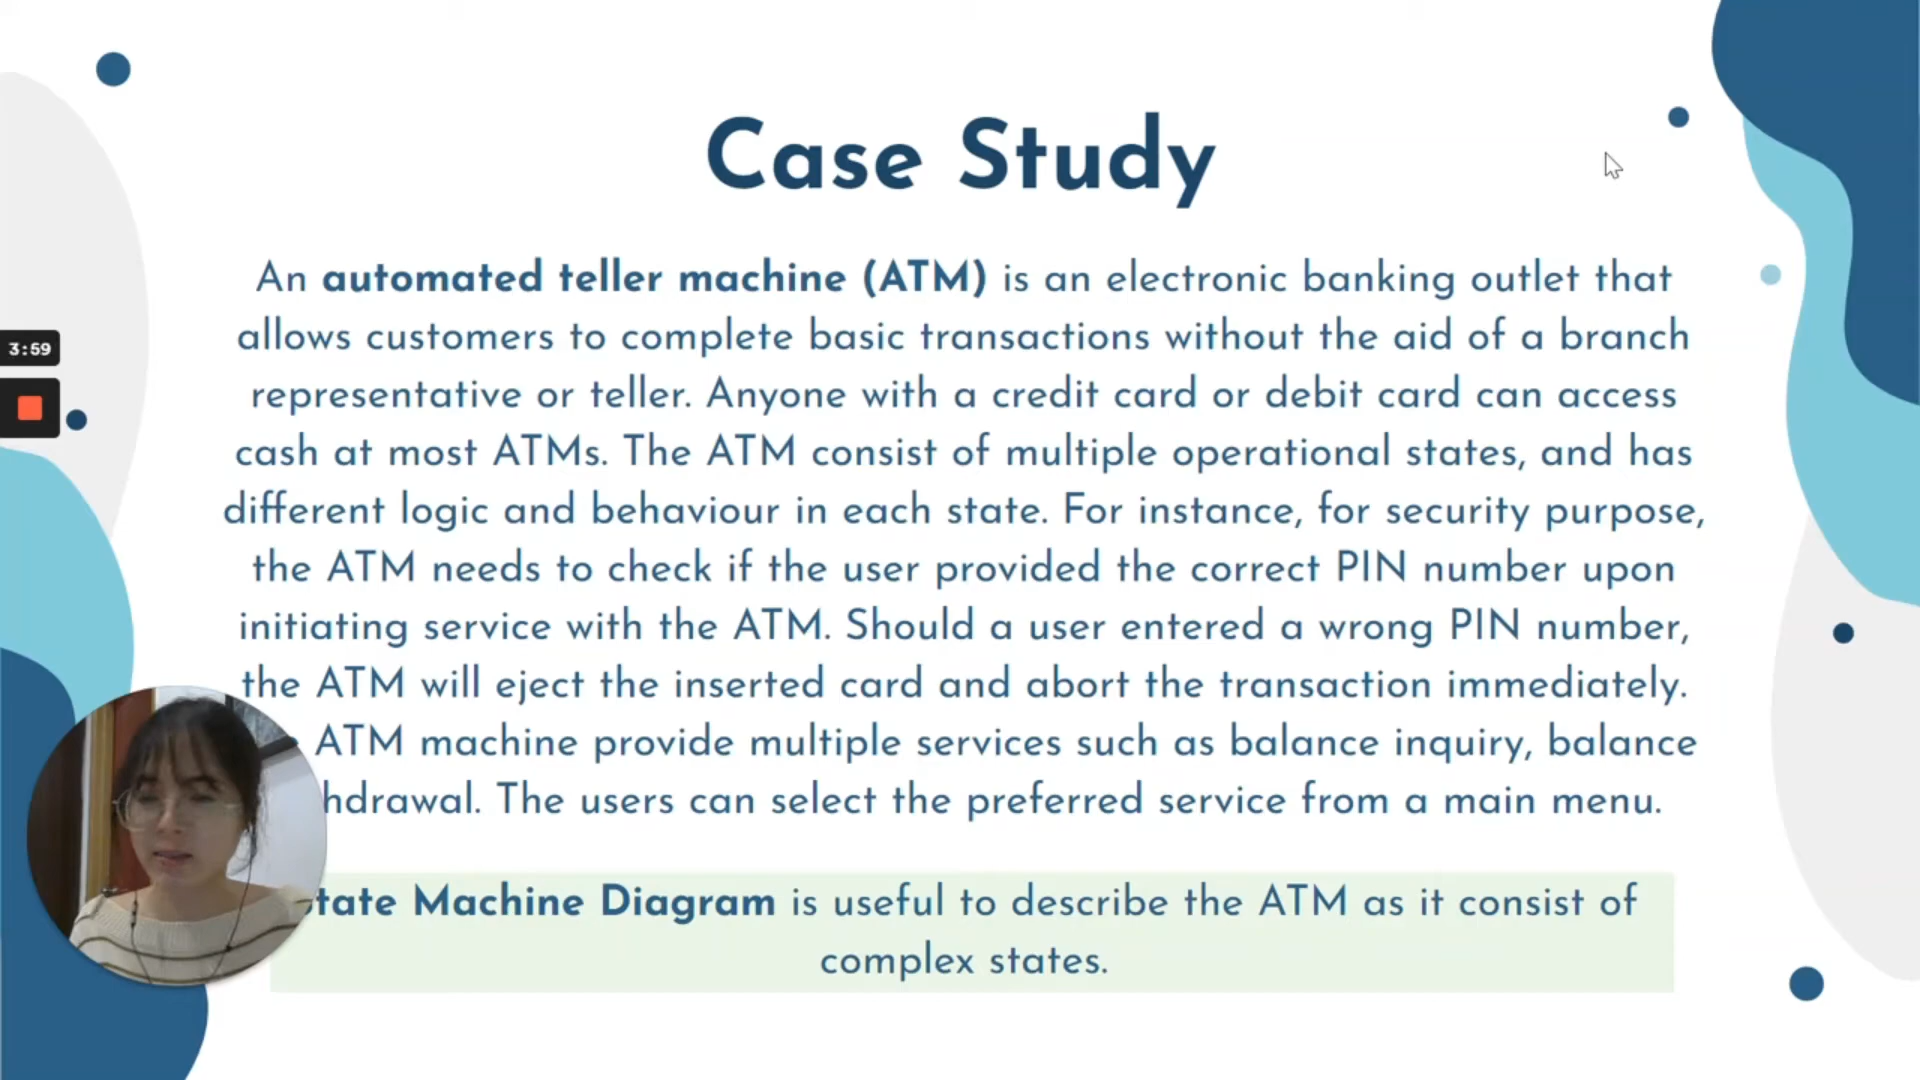 Case Study
An automated teller machine (ATM) is an electronic banking outlet that
allows customers to complete basic transactions without the aid of a branch
representative or teller. Anyone with a credit card or debit card can access
cash at most ATMs. The ATM consist of multiple operational states, and has
different logic and behaviour in each state. For instance, for security purpose,
3:59
the ATM needs to check if the user provided the correct PIN number upon
initiating service with the ATM. Should a user entered a wrong PIN number,
the ATM will eject the inserted card and abort the transaction immediately.
ATM machine provide multiple services such as balance inquiry, balance
hdrawal. The users can select the preferred service from a main menu.
tate Machine Diagram is useful to describe the ATM as it consist of
complex states.